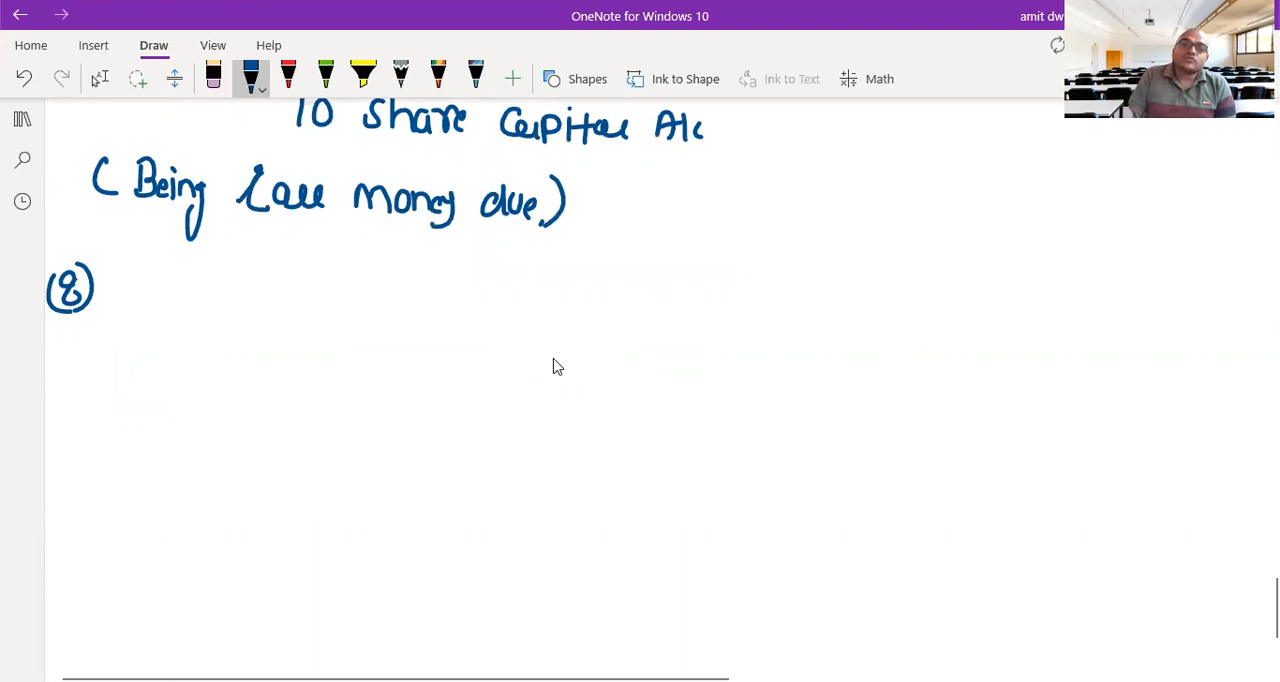 OneNote for Windows 10
amit dw
Home Insert Draw View Help
Shapes Ink to Shape Ink to Text Math
To Share Capital A/c
(Being Call Money due.)
(8)